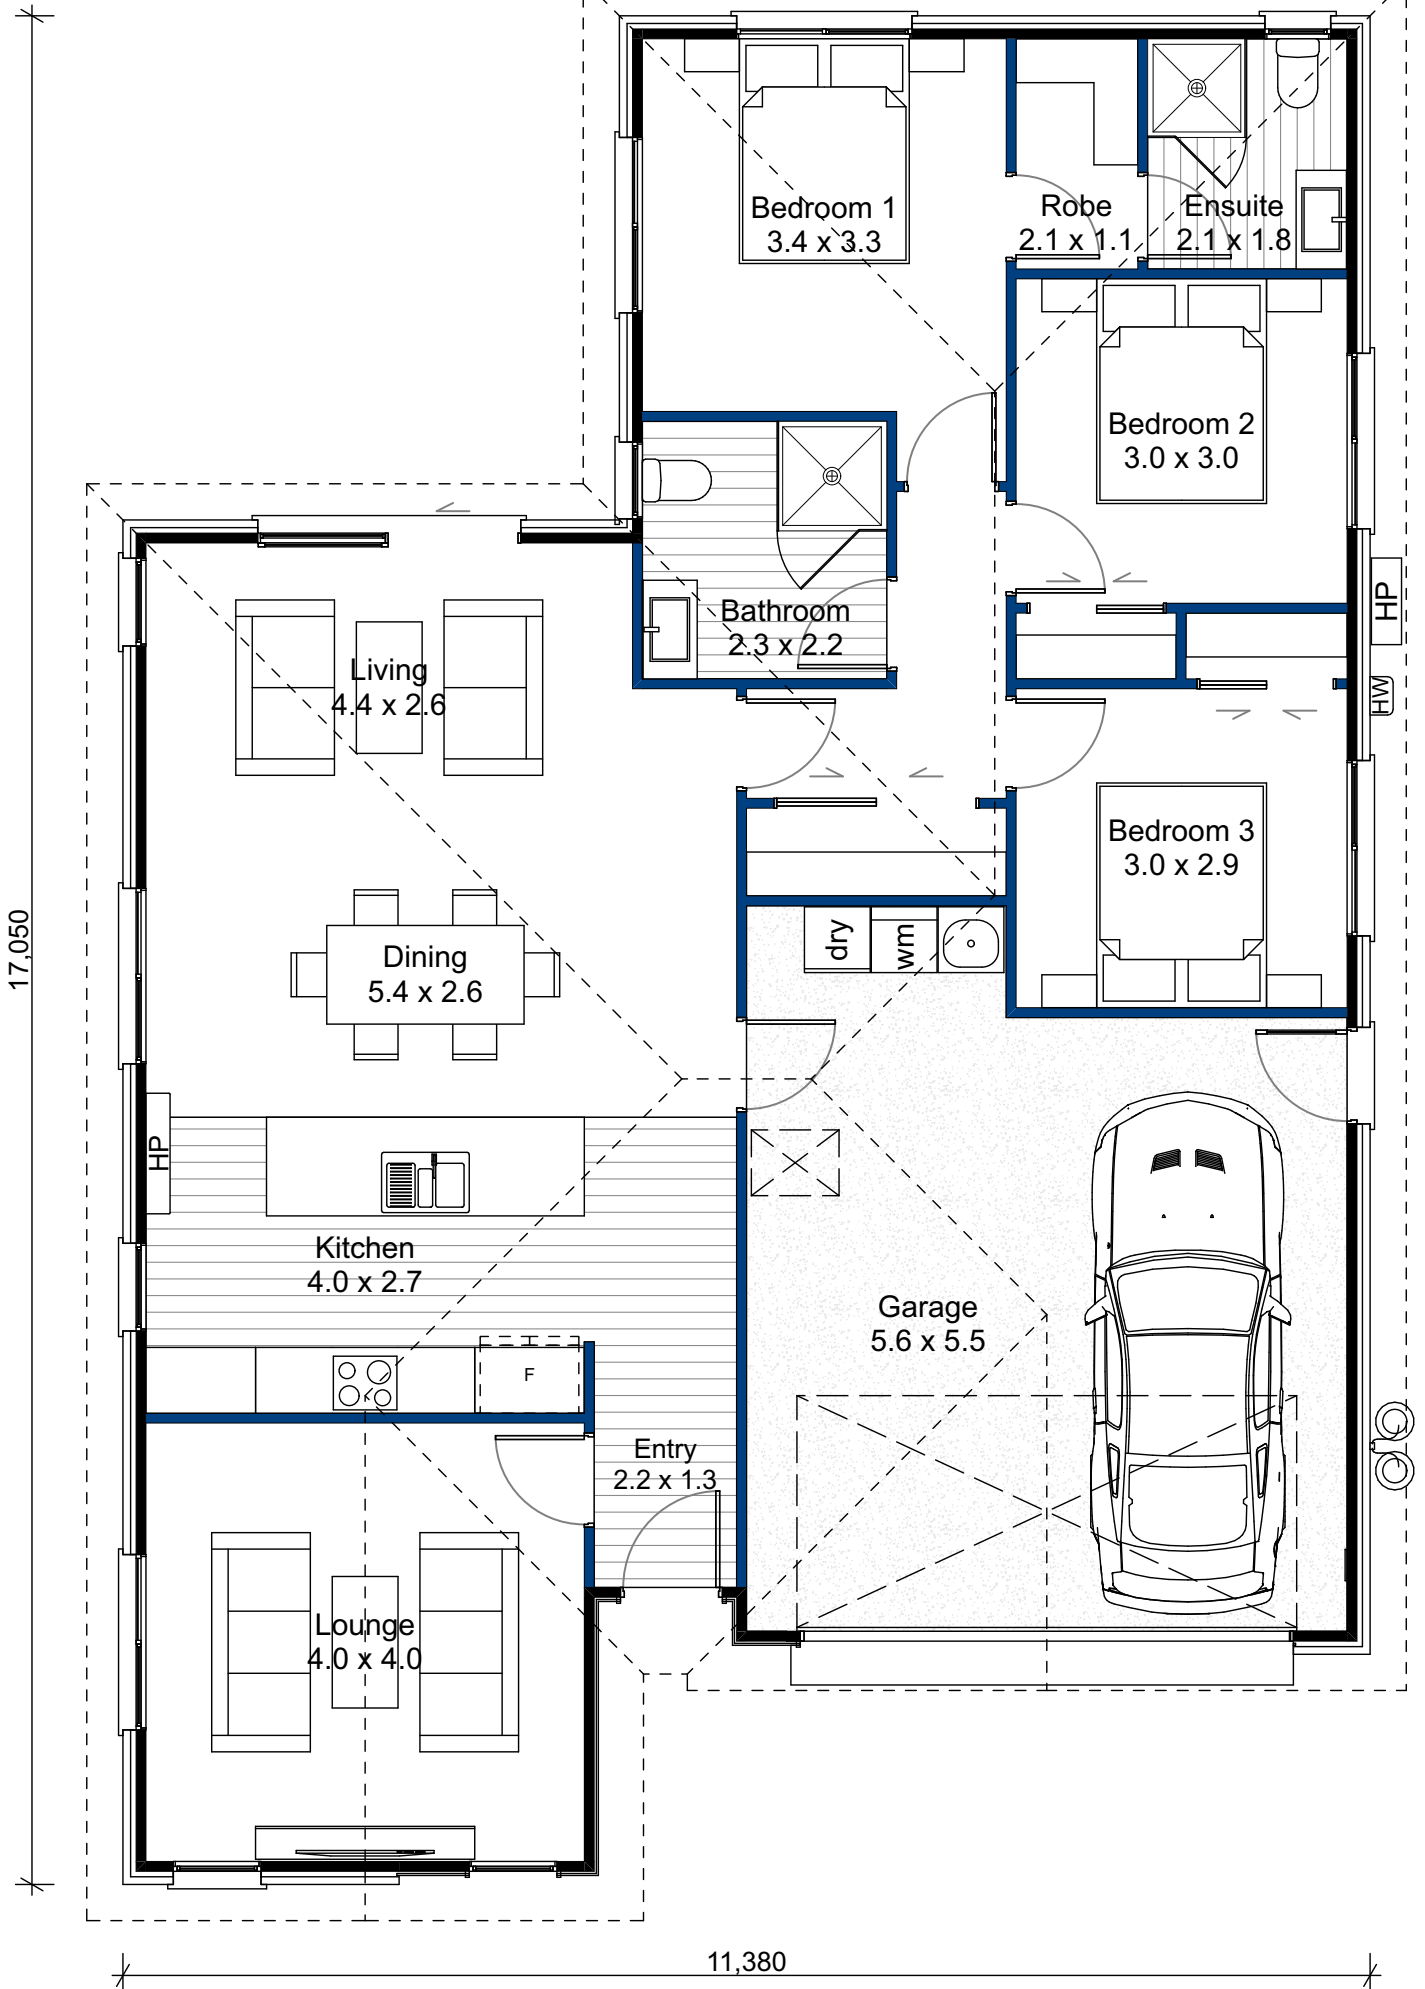 Bedroom 1
3.4 x 3.3
Robe
2.1 x 1.1
Ensuite
2.1 x 1.8
Bedroom 2
3.0 x 3.0
HP
Bathroom
2.3 x 2.2
Living
4.4 x 2.6
HW
Bedroom 3
3.0 x 2.9
dry
wm
Dining
5.4 x 2.6
17,050
HP
Kitchen
4.0 x 2.7
Garage
5.6 x 5.5
F
Entry
2.2 x 1.3
Lounge
4.0 x 4.0
11,380